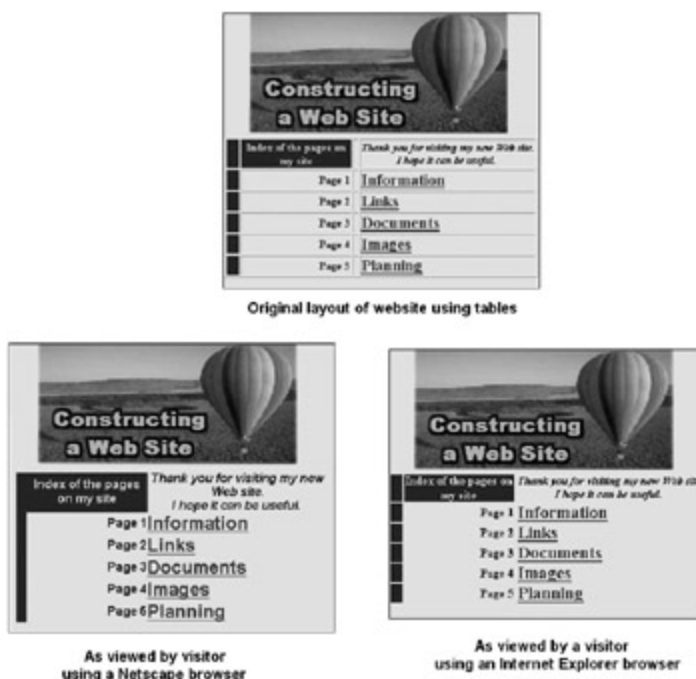 Constructing
a Web Site
Index of the pages on
my site
Thank you for visiting my new Web site.
I hope it can be useful.
Page 1 Information
Page 2 Links
Page 3 Documents
Page 4 Images
Page 5 Planning
Original layout of website using tables
Constructing
a Web Site
Index of the pages
on my site
Thank you for visiting my new
Web site.
I hope it can be useful.
Page 1 Information
Page 2 Links
Page 3 Documents
Page 4 Images
Page 5 Planning
As viewed by visitor
using a Netscape browser
Constructing
a Web Site
Index of the pages on
my site
Thank you for visiting my new Web sit
I hope it can be useful.
Page 1 Information
Page 2 Links
Page 3 Documents
Page 4 Images
Page 5 Planning
As viewed by a visitor
using an Internet Explorer browser